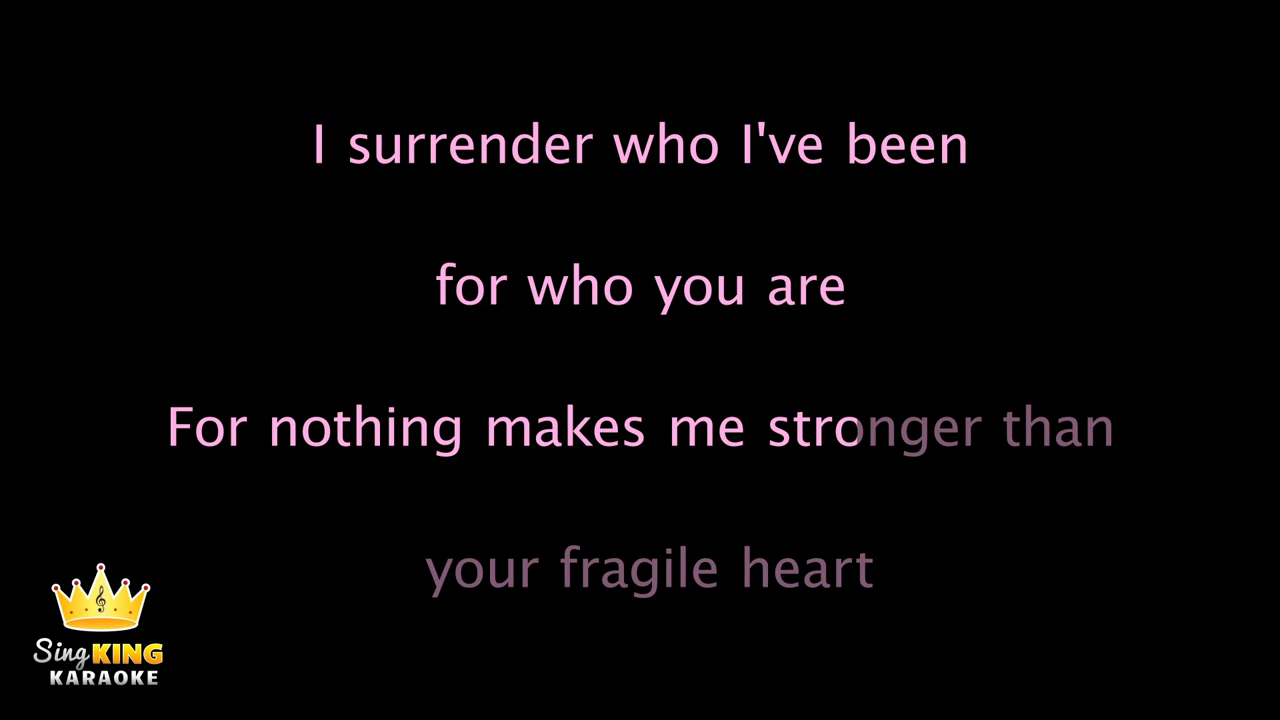 I surrender who I've been
for who you are
For nothing makes me stronger than
your fragile heart
Sing KING
KARAOKE